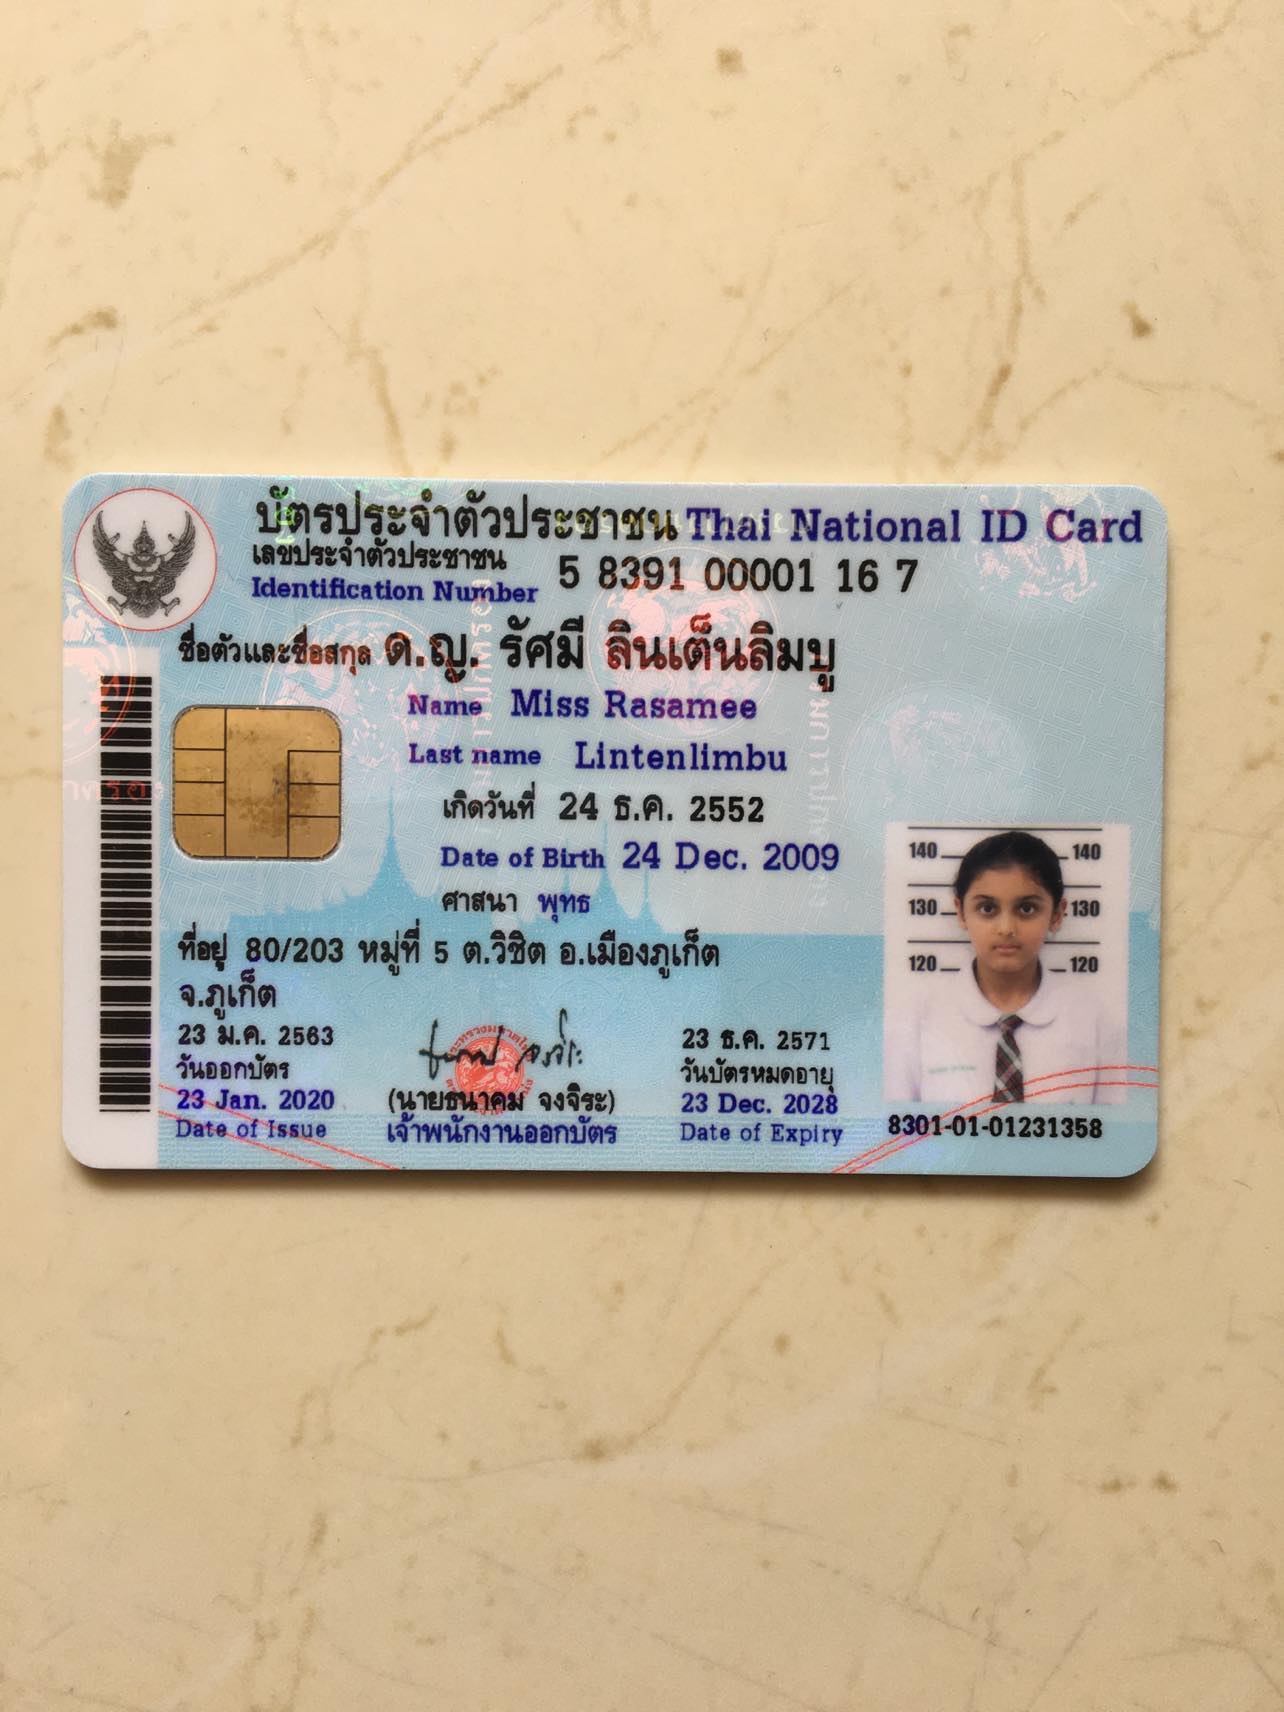 บัตรประจำตัวประชาชน Thai National ID Card
เลขประจำตัวประชาชน
Identification Number 5 8391 00001 16 7
ชื่อตัวและชื่อสกุล ด.ญ. รัศมี ลินเต็นลิมบู
Name Miss Rasamee
Last name Lintenlimbu
เกิดวันที่ 24 ธ.ค. 2552
Date of Birth 24 Dec. 2009
ศาสนา พุทธ
ที่อยู่ 80/203 หมู่ที่ 5 ต.วิชิต อ.เมืองภูเก็ต
จ.ภูเก็ต
140 140
130 130
120 120
23 ม.ค. 2563
วันออกบัตร
23 Jan. 2020
Date of Issue
(นายธนาคม จงจิระ)
เจ้าพนักงานออกบัตร
23 ธ.ค. 2571
วันบัตรหมดอายุ
23 Dec. 2028
Date of Expiry
8301-01-01231358